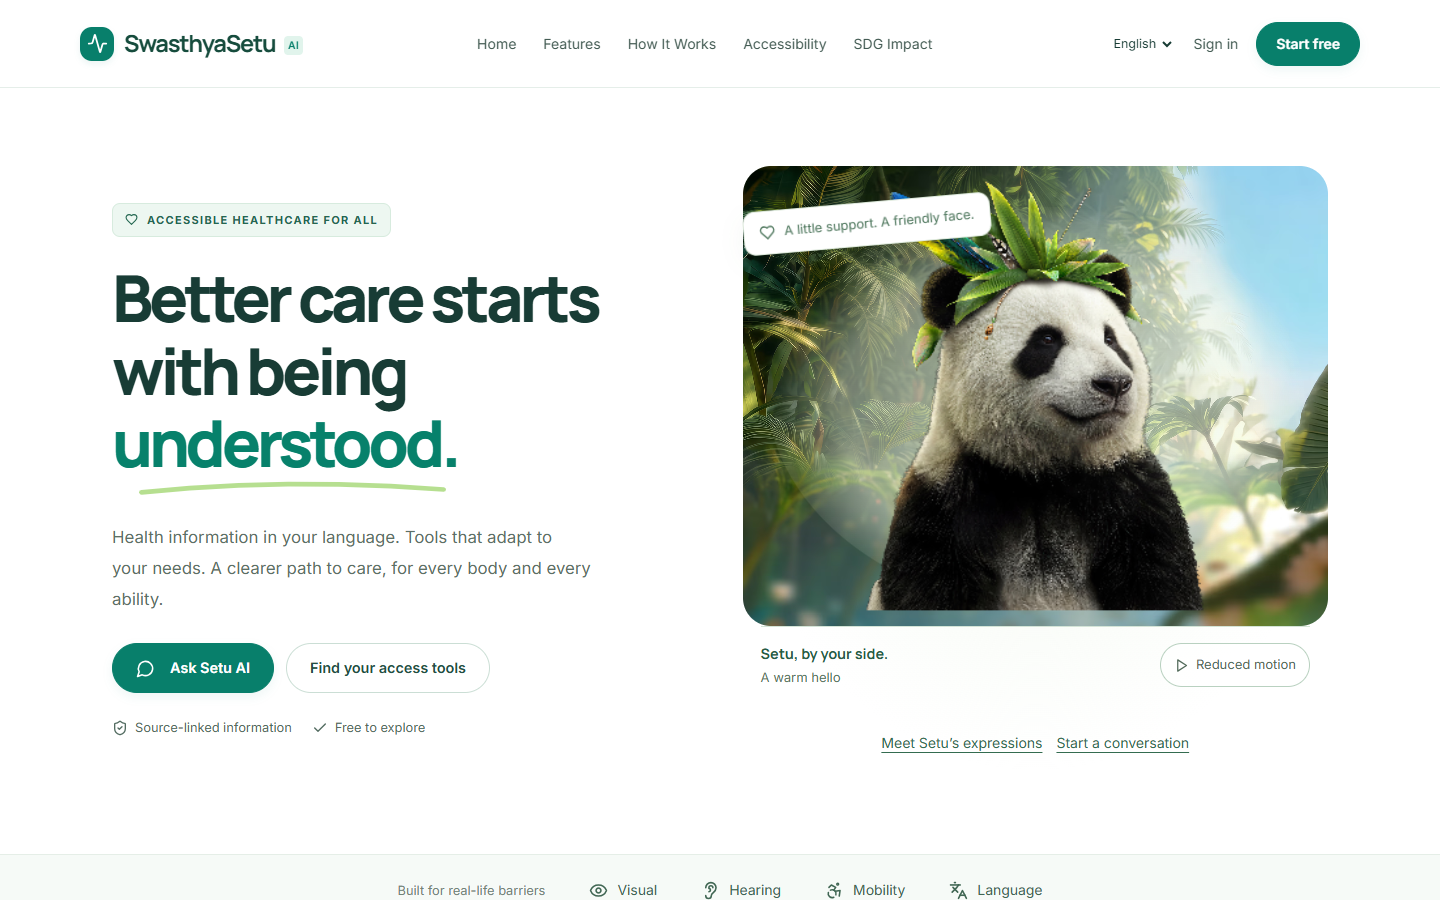 SwasthyaSetu AI
Home Features How It Works Accessibility SDG Impact
English Sign in Start free
ACCESSIBLE HEALTHCARE FOR ALL
Better care starts
with being
understood.
Health information in your language. Tools that adapt to
your needs. A clearer path to care, for every body and every
ability.
Ask Setu AI Find your access tools
Source-linked information Free to explore
A little support. A friendly face.
Setu, by your side.
A warm hello
Reduced motion
Meet Setu’s expressions Start a conversation
Built for real-life barriers Visual Hearing Mobility Language